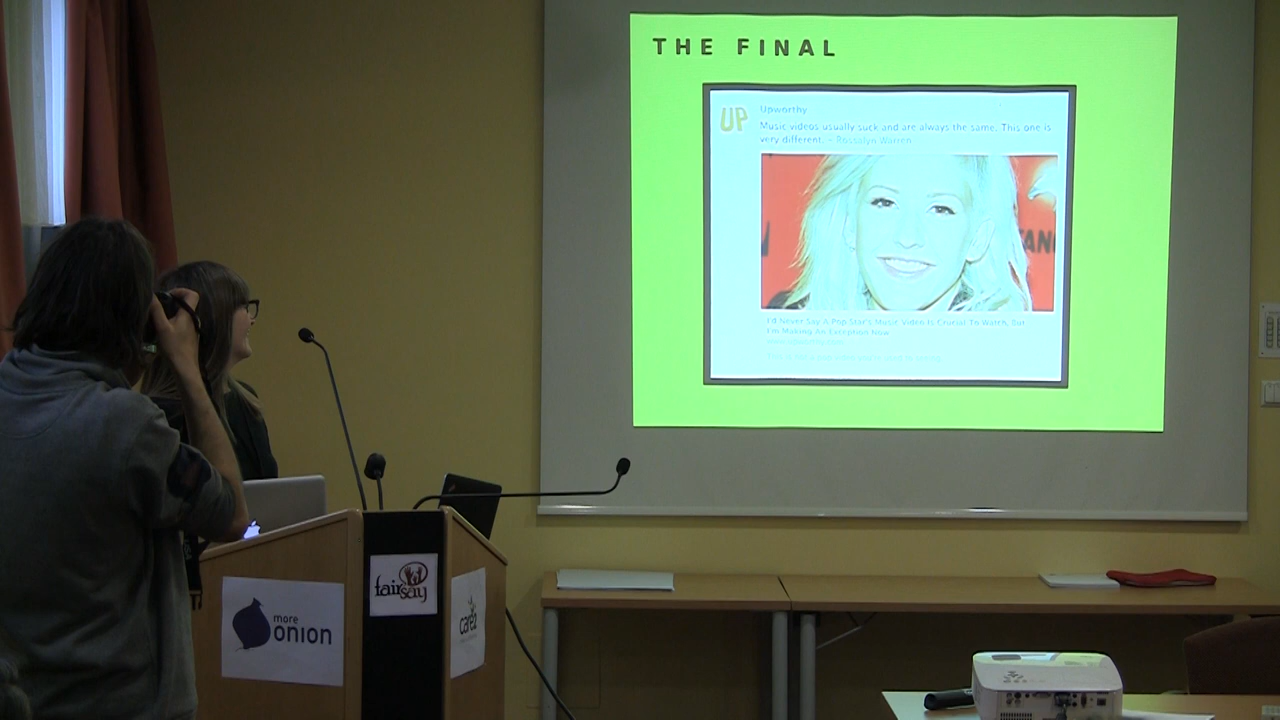 THE FINAL
UP
Upworthy
Music videos usually suck and are always the same. This one is
very different. – Rossalyn Warren
I'd Never Say A Pop Star's Music Video Is Crucial To Watch, But
I'm Making An Exception Now
more
onion
fairsay
care2